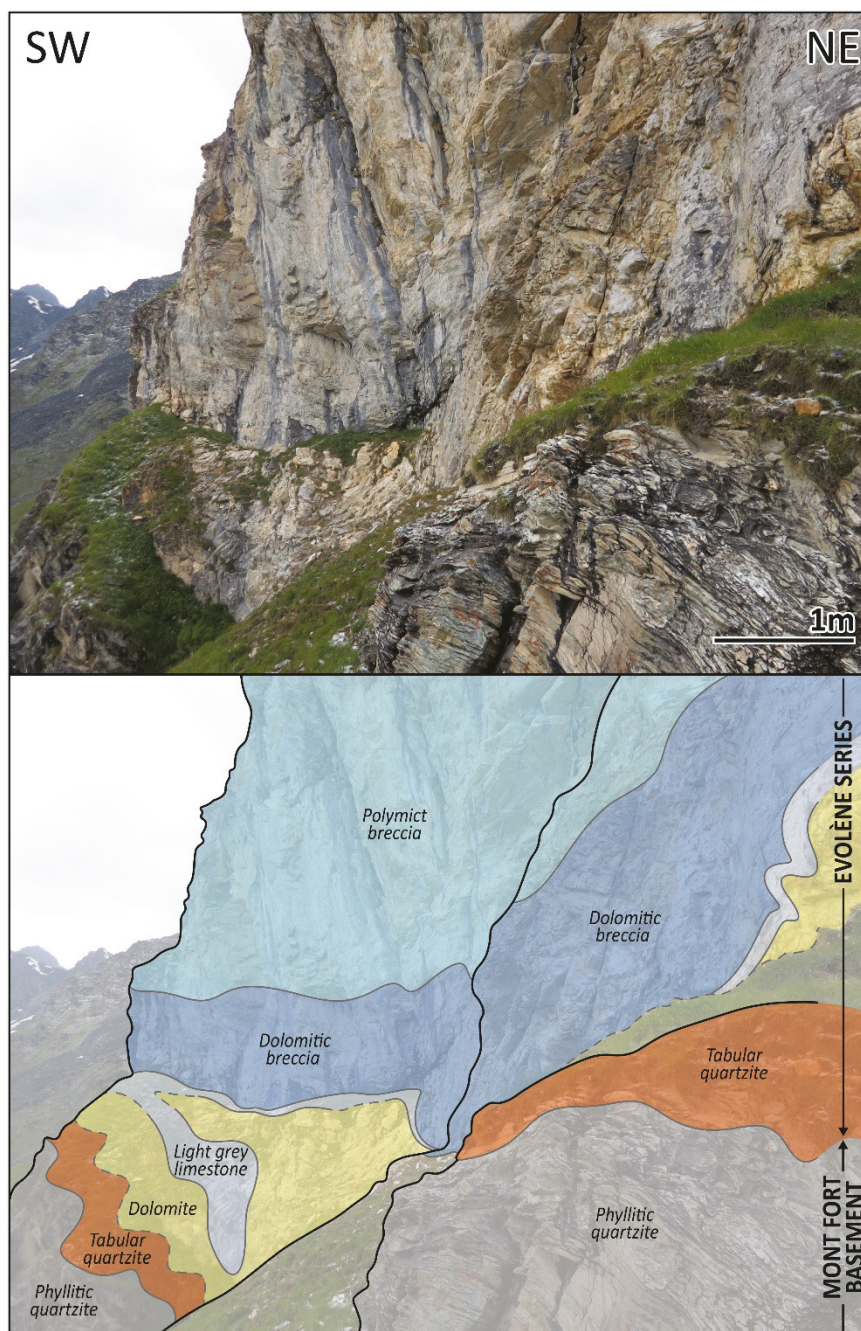 SW
NE
1m
Polymict
breccia
Dolomitic
breccia
Dolomitic
breccia
Tabular
quartzite
Light grey
limestone
Dolomite
Tabular
quartzite
Phyllitic
quartzite
Phyllitic
quartzite
EVOLÈNE SERIES
MONT FORT
BASEMENT